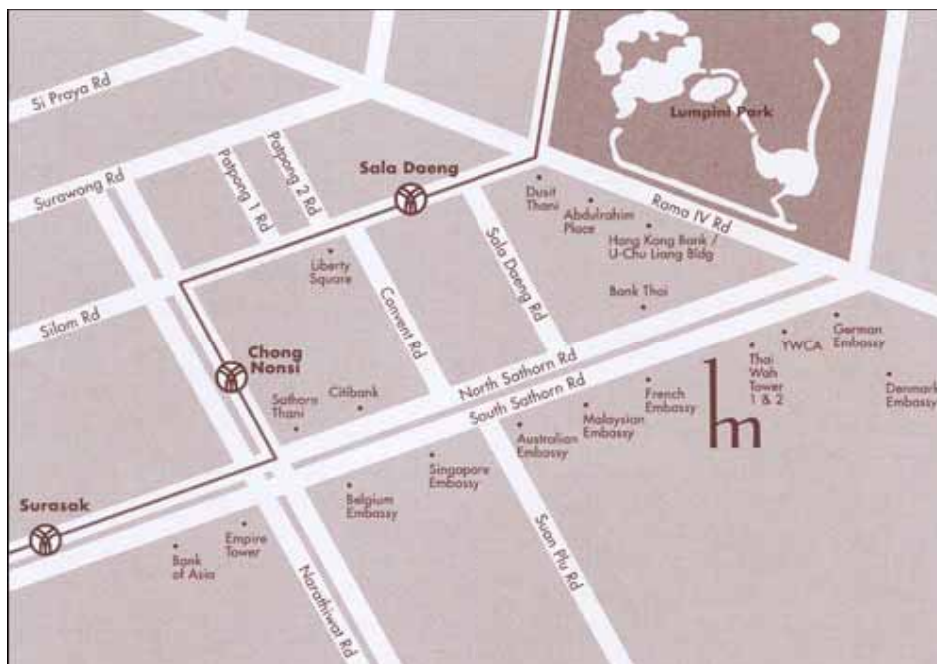 Si Praya Rd
Lumpini Park
Patpong 2 Rd
Patpong 1 Rd
Surawong Rd
Sala Daeng
Dusit
Thani
Abdulrahim
Place
Rama IV Rd
Hong Kong Bank /
U-Chu Liang Bldg
Sala Daeng Rd
Liberty
Square
Convent Rd
Bank Thai
Silom Rd
Chong
Nonsi
North Sathorn Rd
South Sathorn Rd
German
Embassy
YWCA
Thai
Wah
Tower
1 & 2
Denmark
Embassy
French
Embassy
hm
Malaysian
Embassy
Australian
Embassy
Citibank
Sathorn
Thani
Singapore
Embassy
Belgium
Embassy
Surasak
Empire
Tower
Bank
of Asia
Suan Plu Rd
Narathiwat Rd